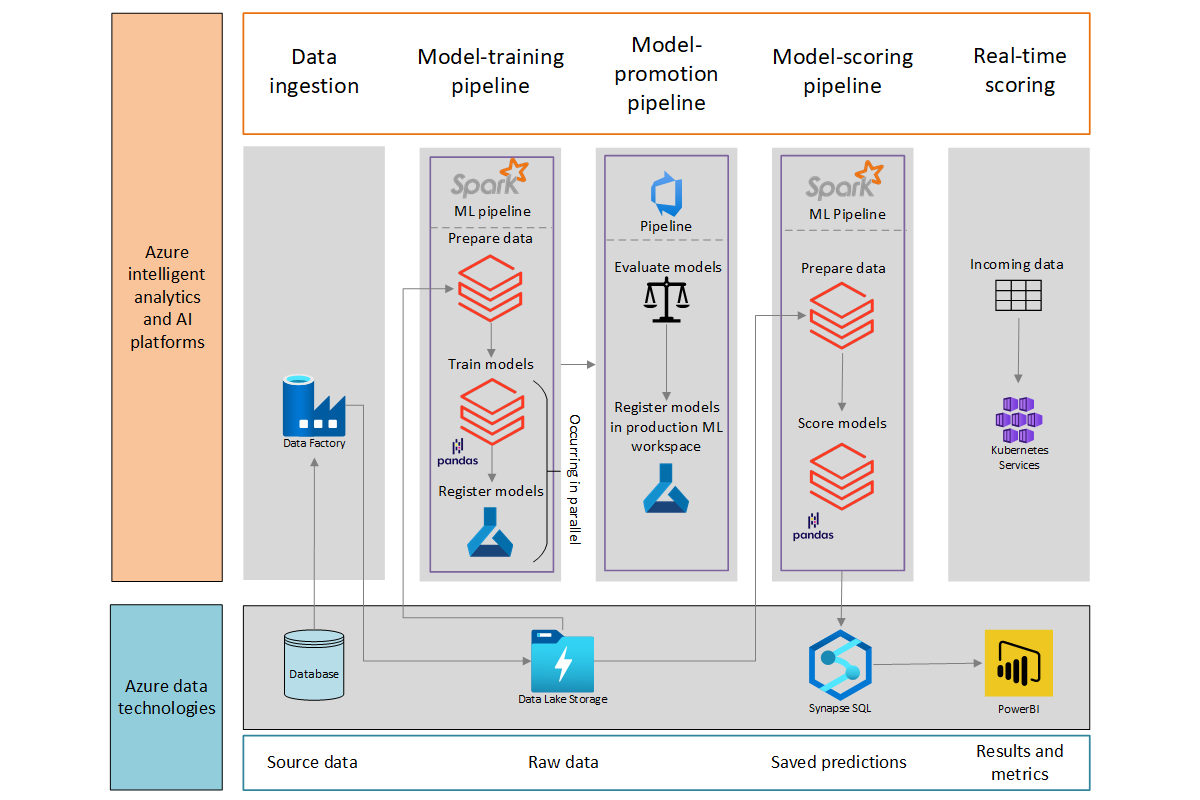 Data
ingestion
Model-training
pipeline
Model-
promotion
pipeline
Model-scoring
pipeline
Real-time
scoring
Azure
intelligent
analytics
and AI
platforms
Data Factory
Spark
ML pipeline
Prepare data
Train models
pandas
Register models
Occurring in parallel
Pipeline
Evaluate models
Register models
in production ML
workspace
Spark
ML Pipeline
Prepare data
Score models
pandas
Incoming data
Kubernetes
Services
Azure data
technologies
Database
Data Lake Storage
Synapse SQL
PowerBI
Source data
Raw data
Saved predictions
Results and
metrics